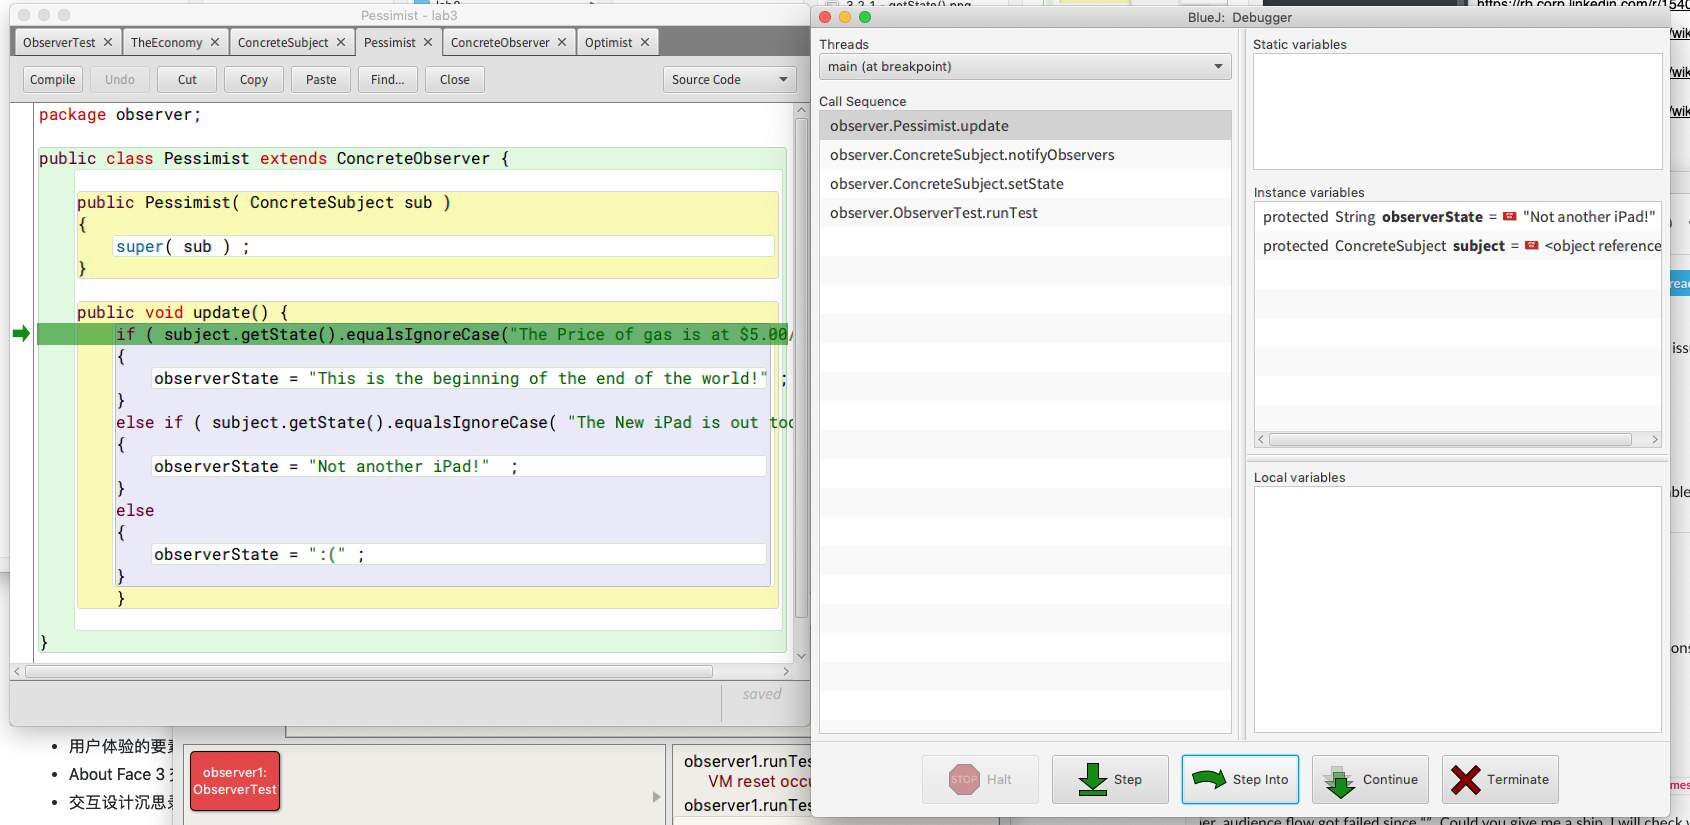 Pessimist - lab3
ObserverTest TheEconomy ConcreteSubject Pessimist ConcreteObserver Optimist
Compile Undo Cut Copy Paste Find... Close Source Code
package observer;
public class Pessimist extends ConcreteObserver {
public Pessimist( ConcreteSubject sub )
{
super( sub ) ;
}
public void update() {
if ( subject.getState().equalsIgnoreCase("The Price of gas is at $5.00/
{
observerState = "This is the beginning of the end of the world!" ;
}
else if ( subject.getState().equalsIgnoreCase( "The New iPad is out too
{
observerState = "Not another iPad!"  ;
}
else
{
observerState = ":(" ;
}
}
}
saved
用户体验的要
About Face 3
交互设计沉思
observer1:
ObserverTest
observer1.runTes
VM reset occu
observer1.runTes
BlueJ: Debugger
Threads
main (at breakpoint)
Call Sequence
observer.Pessimist.update
observer.ConcreteSubject.notifyObservers
observer.ConcreteSubject.setState
observer.ObserverTest.runTest
Static variables
Instance variables
protected String observerState = "Not another iPad!"
protected ConcreteSubject subject = <object reference
Local variables
STOP Halt Step Step Into Continue Terminate
https://rb.corp.linkedin.com/r/1540
/wik
/wik
/wik